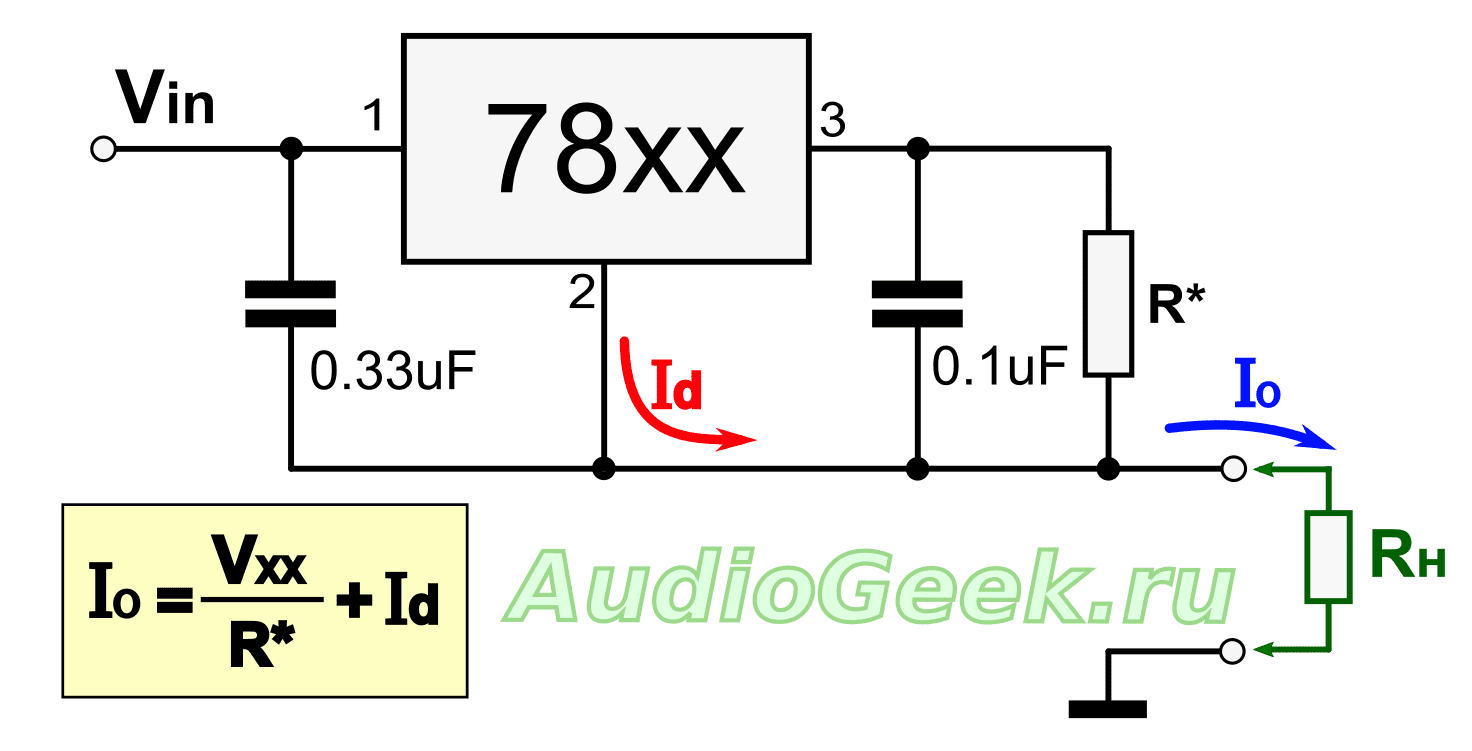 Vin
1
78xx
3
2
0.33uF
Id
0.1uF
R*
Io
Io = Vxx / R* + Id
AudioGeek.ru
RH